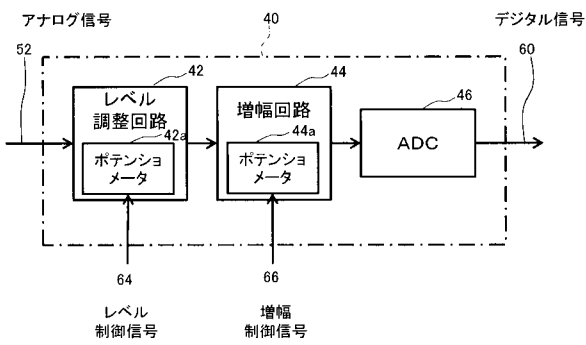 アナログ信号
52
40
デジタル信号
60
42
レベル
調整回路
42a
ポテンショ
メータ
44
増幅回路
44a
ポテンショ
メータ
46
ADC
64
レベル
制御信号
66
増幅
制御信号